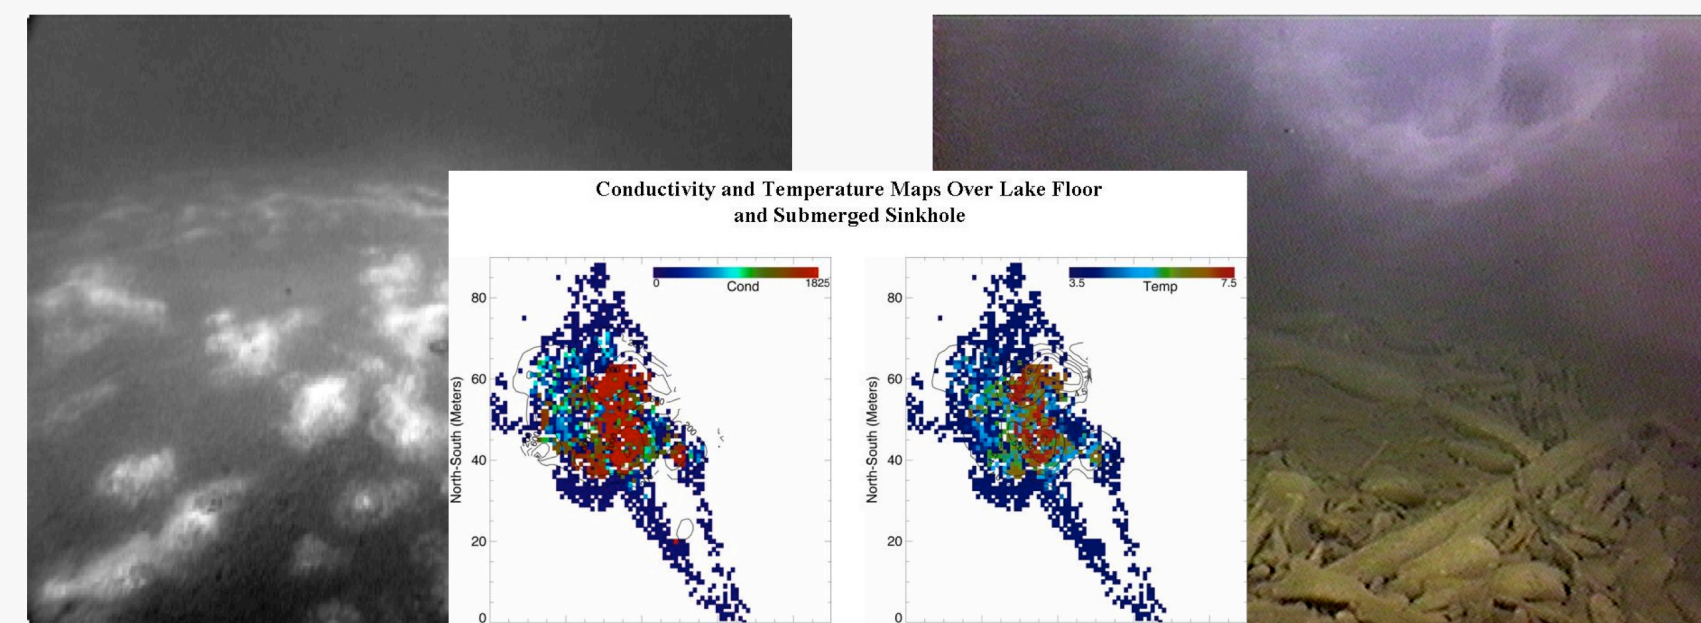 Conductivity and Temperature Maps Over Lake Floor
and Submerged Sinkhole
0 Cond 1825
80
60
40
20
0
North-South (Meters)
200
3.5 Temp 7.5
80
60
40
20
0
North-South (Meters)